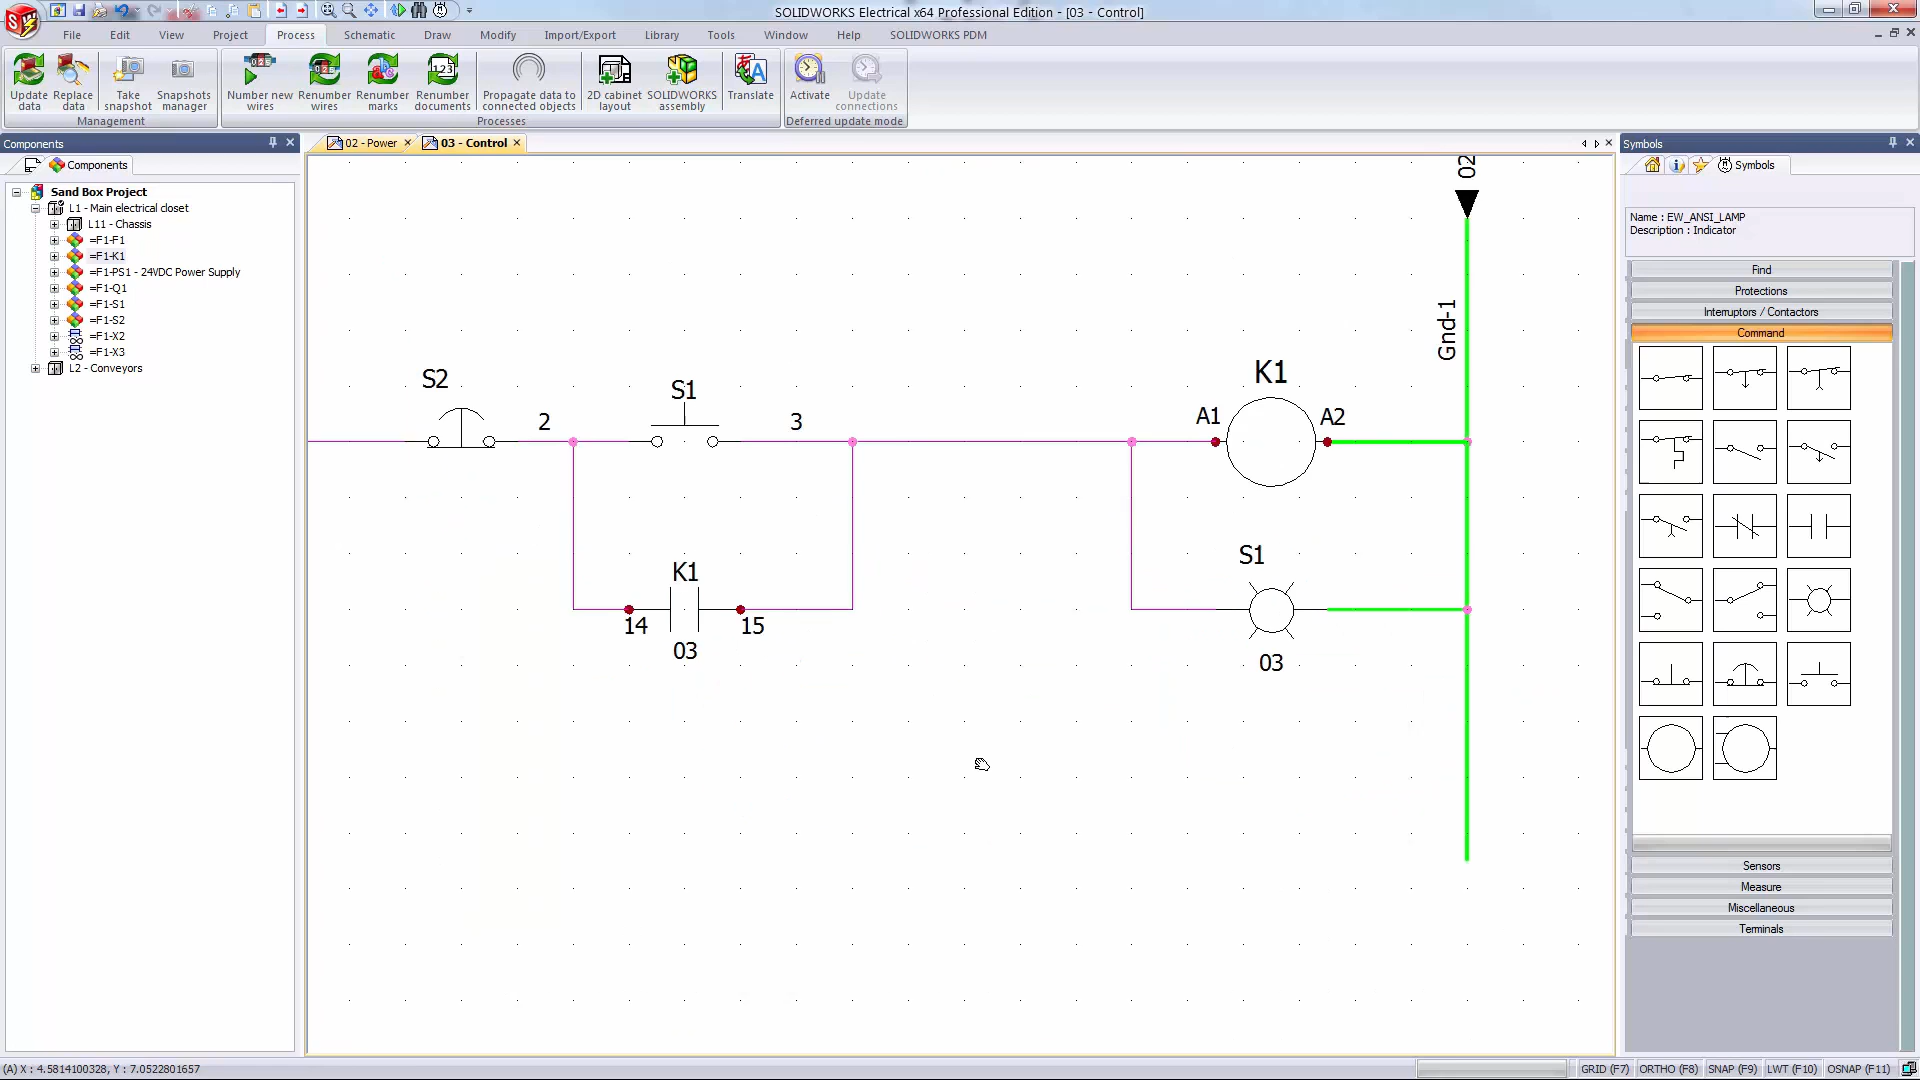 SOLIDWORKS Electrical x64 Professional Edition - [03 - Control]
File Edit View Project Process Schematic Draw Modify Import/Export Library Tools Window Help SOLIDWORKS PDM
Update data
Replace data
Take snapshot
Snapshots manager
Number new wires
Renumber wires
Renumber marks
Renumber documents
Propagate data to connected objects
2D cabinet layout
SOLIDWORKS assembly
Translate
Activate
Update connections
Management
Processes
Deferred update mode
Components
Components
Sand Box Project
L1 - Main electrical closet
L11 - Chassis
=F1-F1
=F1-K1
=F1-PS1 - 24VDC Power Supply
=F1-Q1
=F1-S1
=F1-S2
=F1-X2
=F1-X3
L2 - Conveyors
02 - Power
03 - Control
02
Gnd-1
S2
2
S1
3
K1
A1
A2
K1
14
15
03
S1
03
Symbols
Symbols
Name : EW_ANSI_LAMP
Description : Indicator
Find
Protections
Interruptors / Contactors
Command
Sensors
Measure
Miscellaneous
Terminals
(A) X : 4.5814100328, Y : 7.0522801657
GRID (F7) ORTHO (F8) SNAP (F9) LWT (F10) OSNAP (F11)